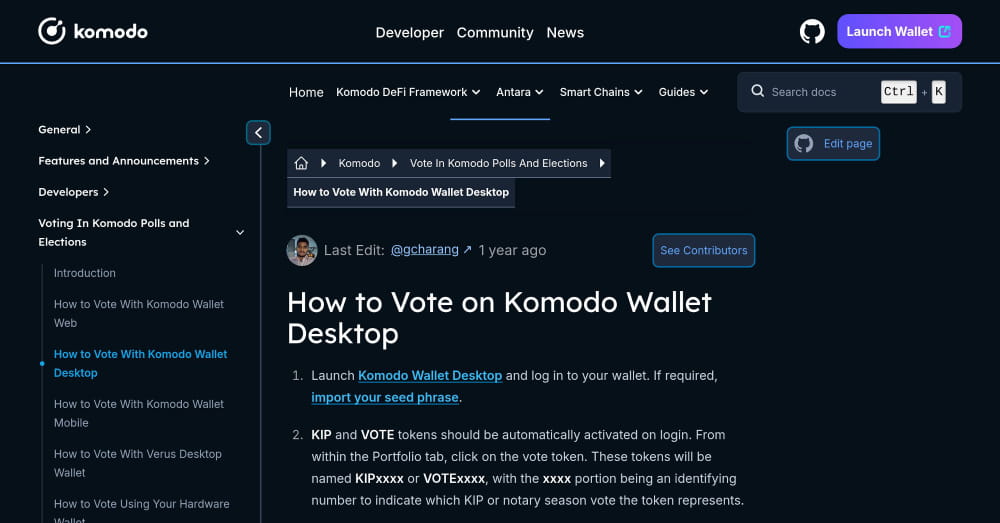 komodo
Developer Community News
Launch Wallet
Home Komodo DeFi Framework Antara Smart Chains Guides
Search docs Ctrl + K
General
Features and Announcements
Developers
Voting In Komodo Polls and
Elections
Introduction
How to Vote With Komodo Wallet
Web
How to Vote With Komodo Wallet
Desktop
How to Vote With Komodo Wallet
Mobile
How to Vote With Verus Desktop
Wallet
How to Vote Using Your Hardware
Wallet
Komodo Vote In Komodo Polls And Elections
How to Vote With Komodo Wallet Desktop
Edit page
Last Edit: @gcharang ↗ 1 year ago
See Contributors
How to Vote on Komodo Wallet
Desktop
1. Launch Komodo Wallet Desktop and log in to your wallet. If required,
import your seed phrase.
2. KIP and VOTE tokens should be automatically activated on login. From
within the Portfolio tab, click on the vote token. These tokens will be
named KIPxxxx or VOTExxxx, with the xxxx portion being an identifying
number to indicate which KIP or notary season vote the token represents.